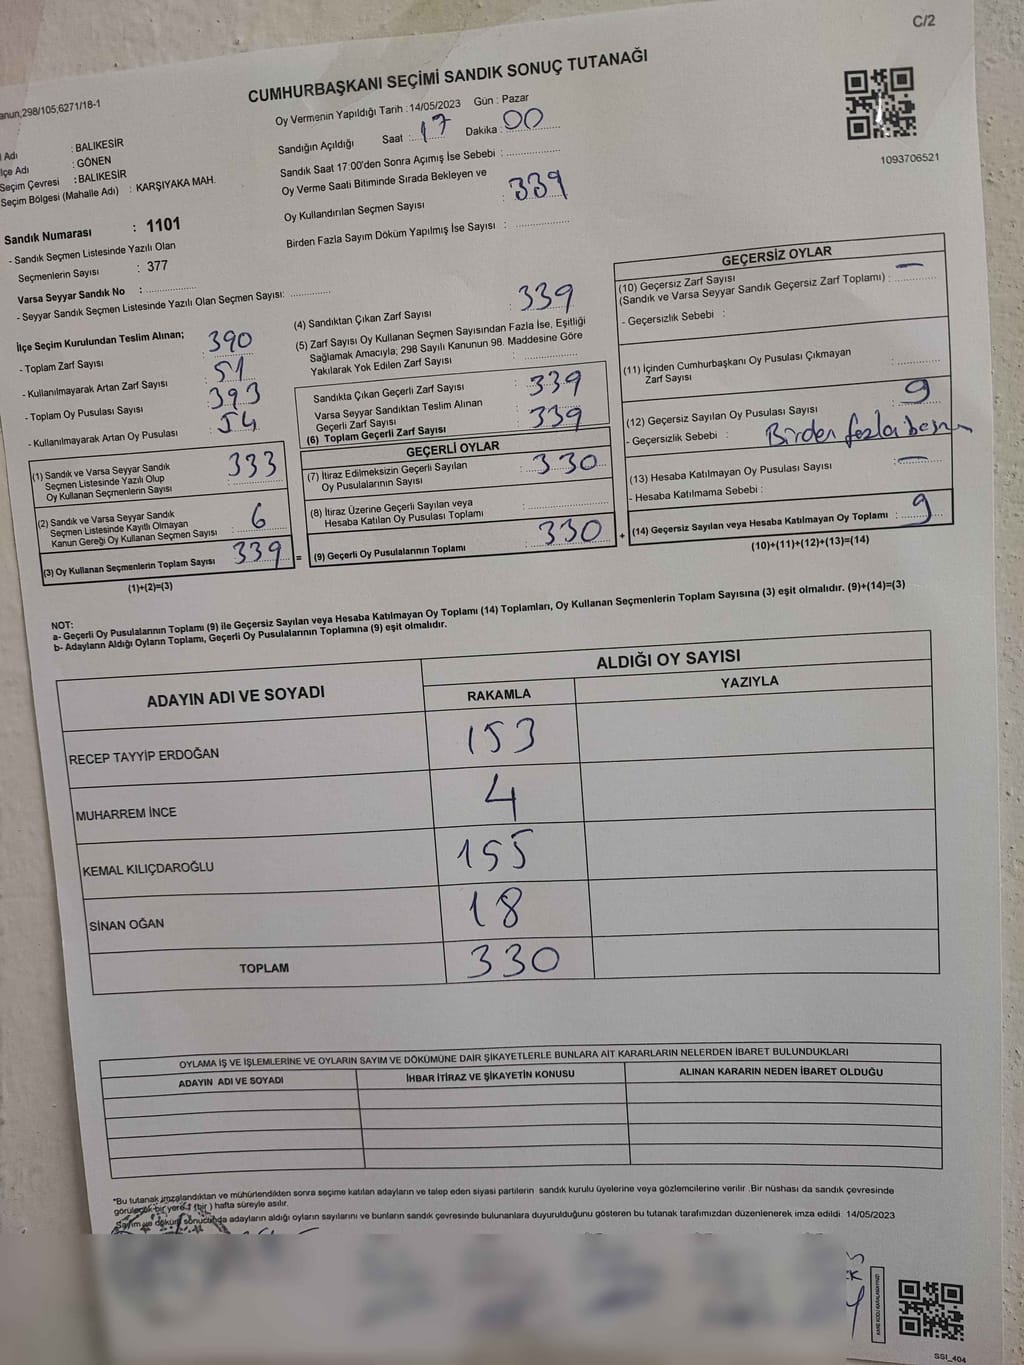 C/2
CUMHURBAŞKANI SEÇİMİ SANDIK SONUÇ TUTANAĞI
anun,298/105,6271/18-1
Oy Vermenin Yapıldığı Tarih : 14/05/2023 Gün : Pazar
l Adı : BALIKESİR
lçe Adı : GÖNEN
Seçim Çevresi : BALIKESİR
Seçim Bölgesi (Mahalle Adı) : KARŞIYAKA MAH.
Sandığın Açıldığı Saat : 17 Dakika : 00
Sandık Saat 17:00'den Sonra Açımış İse Sebebi :
Oy Verme Saati Bitiminde Sırada Bekleyen ve
Oy Kullandırılan Seçmen Sayısı : 339
Birden Fazla Sayım Döküm Yapılmış İse Sayısı :
1093706521
Sandık Numarası : 1101
- Sandık Seçmen Listesinde Yazılı Olan
Seçmenlerin Sayısı : 377
Varsa Seyyar Sandık No :
- Seyyar Sandık Seçmen Listesinde Yazılı Olan Seçmen Sayısı:
İlçe Seçim Kurulundan Teslim Alınan;
- Toplam Zarf Sayısı : 390
- Kullanılmayarak Artan Zarf Sayısı : 51
- Toplam Oy Pusulası Sayısı : 393
- Kullanılmayarak Artan Oy Pusulası : 54
(1) Sandık ve Varsa Seyyar Sandık
Seçmen Listesinde Yazılı Olup
Oy Kullanan Seçmenlerin Sayısı : 333
(2) Sandık ve Varsa Seyyar Sandık
Seçmen Listesinde Kayıtlı Olmayan
Kanun Gereği Oy Kullanan Seçmen Sayısı : 6
(3) Oy Kullanan Seçmenlerin Toplam Sayısı 339
(1)+(2)=(3)
(4) Sandıktan Çıkan Zarf Sayısı : 339
(5) Zarf Sayısı Oy Kullanan Seçmen Sayısından Fazla İse, Eşitliği
Sağlamak Amacıyla; 298 Sayılı Kanunun 98. Maddesine Göre
Yakılarak Yok Edilen Zarf Sayısı :
Sandıkta Çıkan Geçerli Zarf Sayısı : 339
Varsa Seyyar Sandıktan Teslim Alınan
Geçerli Zarf Sayısı :
(6) Toplam Geçerli Zarf Sayısı 339
=
GEÇERLİ OYLAR
(7) İtiraz Edilmeksizin Geçerli Sayılan
Oy Pusulalarının Sayısı : 330
(8) İtiraz Üzerine Geçerli Sayılan veya
Hesaba Katılan Oy Pusulası Toplamı :
(9) Geçerli Oy Pusulalarının Toplamı : 330
+
GEÇERSİZ OYLAR
(10) Geçersiz Zarf Sayısı
(Sandık ve Varsa Seyyar Sandık Geçersiz Zarf Toplamı) : —
- Geçersizlik Sebebi :
(11) İçinden Cumhurbaşkanı Oy Pusulası Çıkmayan
Zarf Sayısı :
(12) Geçersiz Sayılan Oy Pusulası Sayısı : 9
- Geçersizlik Sebebi : Birden fazla
(13) Hesaba Katılmayan Oy Pusulası Sayısı : —
- Hesaba Katılmama Sebebi :
(14) Geçersiz Sayılan veya Hesaba Katılmayan Oy Toplamı : 9
(10)+(11)+(12)+(13)=(14)
NOT:
a- Geçerli Oy Pusulalarının Toplamı (9) ile Geçersiz Sayılan veya Hesaba Katılmayan Oy Toplamı (14) Toplamları, Oy Kullanan Seçmenlerin Toplam Sayısına (3) eşit olmalıdır. (9)+(14)=(3)
b- Adayların Aldığı Oyların Toplamı, Geçerli Oy Pusulalarının Toplamına (9) eşit olmalıdır.
ADAYIN ADI VE SOYADI
ALDIĞI OY SAYISI
RAKAMLA YAZIYLA
RECEP TAYYİP ERDOĞAN 153
MUHARREM İNCE 4
KEMAL KILIÇDAROĞLU 155
SİNAN OĞAN 18
TOPLAM 330
OYLAMA İŞ VE İŞLEMLERİNE VE OYLARIN SAYIM VE DÖKÜMÜNE DAİR ŞİKAYETLERLE BUNLARA AİT KARARLARIN NELERDEN İBARET BULUNDUKLARI
ADAYIN ADI VE SOYADI İHBAR İTİRAZ VE ŞİKAYETİN KONUSU ALINAN KARARIN NEDEN İBARET OLDUĞU
*Bu tutanak imzalandıktan ve mühürlendikten sonra seçime katılan adayların ve talep eden siyasi partilerin sandık kurulu üyelerine veya gözlemcilerine verilir .Bir nüshası da sandık çevresinde
görülecek bir yere 1 (bir ) hafta süreyle asılır.
Sayım ve döküm sonucunda adayların aldığı oyların sayılarını ve bunların sandık çevresinde bulunanlara duyurulduğunu gösteren bu tutanak tarafımızdan düzenlenerek imza edildi. 14/05/2023
SSI_404